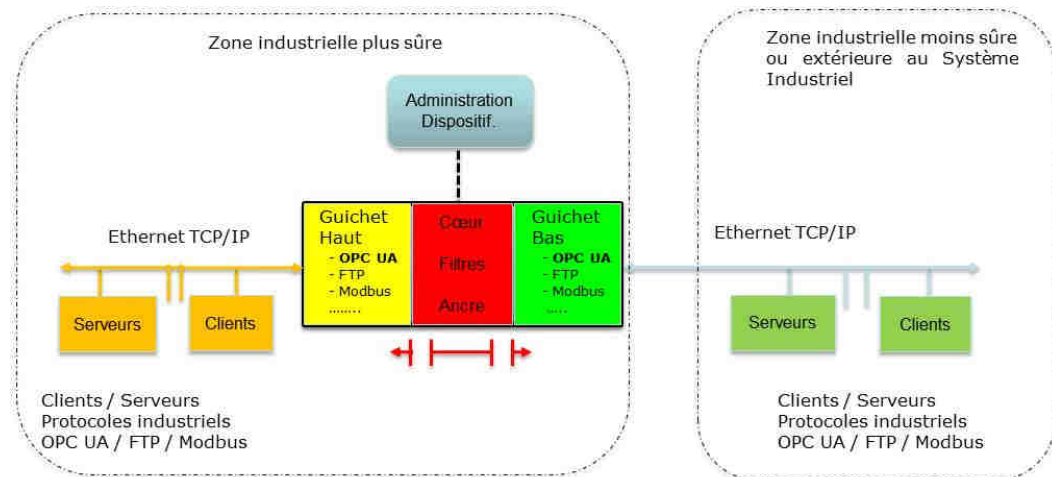 Zone industrielle plus sûre
Zone industrielle moins sûre
ou extérieure au Système
Industriel
Administration
Dispositif.
Ethernet TCP/IP
Guichet
Haut
- OPC UA
- FTP
- Modbus
........
Cœur
Filtres
Ancre
Guichet
Bas
- OPC UA
- FTP
- Modbus
.....
Ethernet TCP/IP
Serveurs
Clients
Serveurs
Clients
Clients / Serveurs
Protocoles industriels
OPC UA / FTP / Modbus
Clients / Serveurs
Protocoles industriels
OPC UA / FTP / Modbus